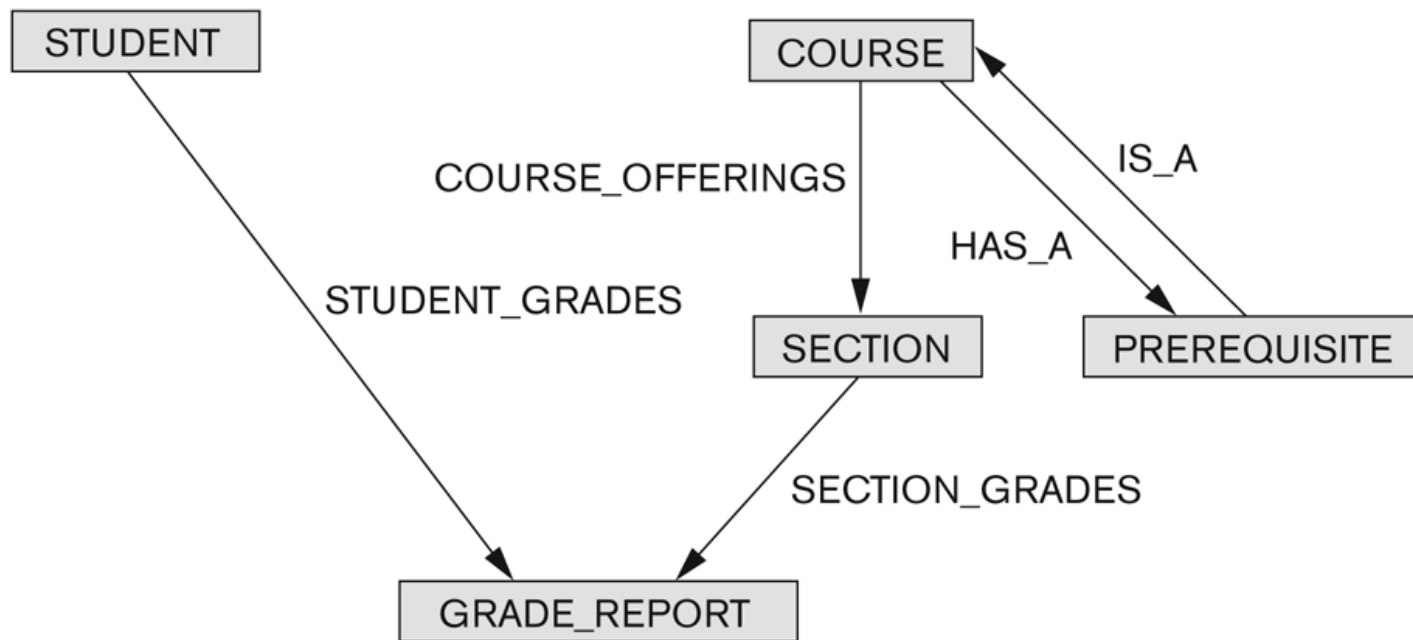 STUDENT
COURSE
COURSE_OFFERINGS
IS_A
HAS_A
STUDENT_GRADES
SECTION
PREREQUISITE
SECTION_GRADES
GRADE_REPORT